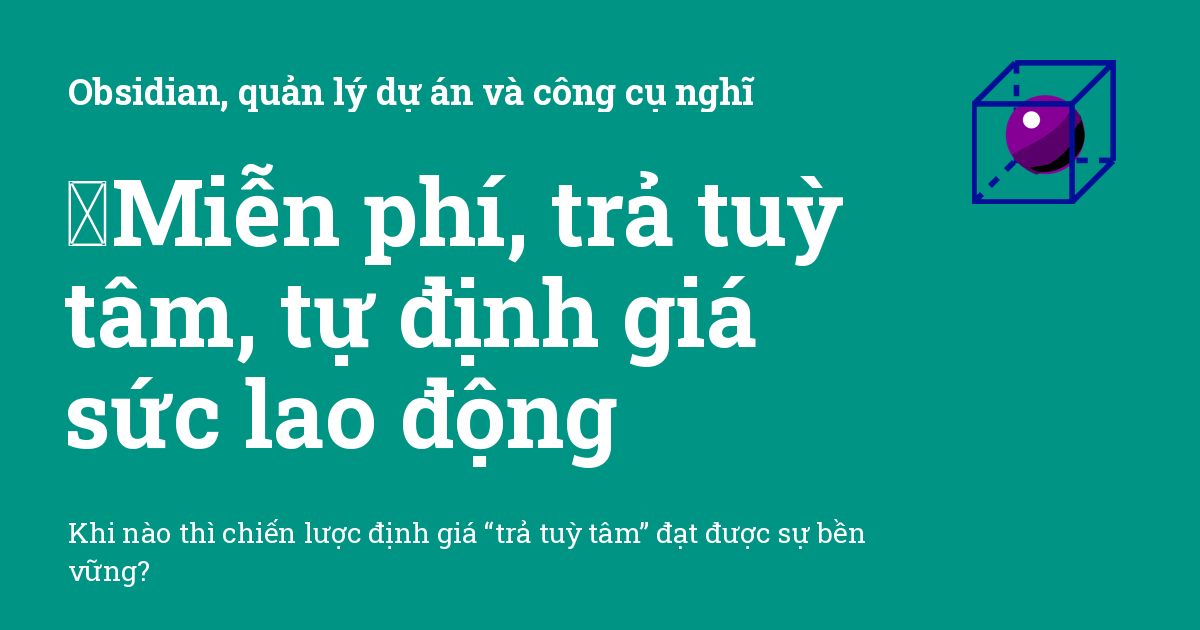 Obsidian, quản lý dự án và công cụ nghĩ
Miễn phí, trả tuỳ
tâm, tự định giá
sức lao động
Khi nào thì chiến lược định giá “trả tuỳ tâm” đạt được sự bền
vững?